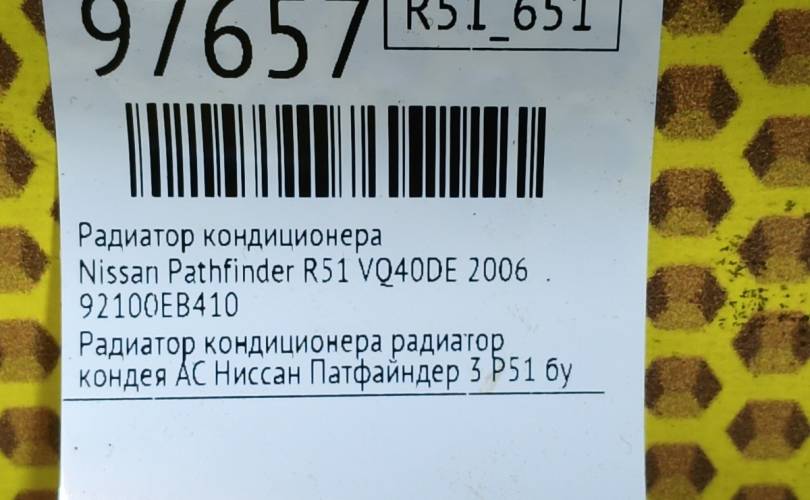 97657
R51_651
Радиатор кондиционера
Nissan Pathfinder R51 VQ40DE 2006 .
92100EB410
Радиатор кондиционера радиатор
кондея АС Ниссан Патфайндер 3 Р51 бу